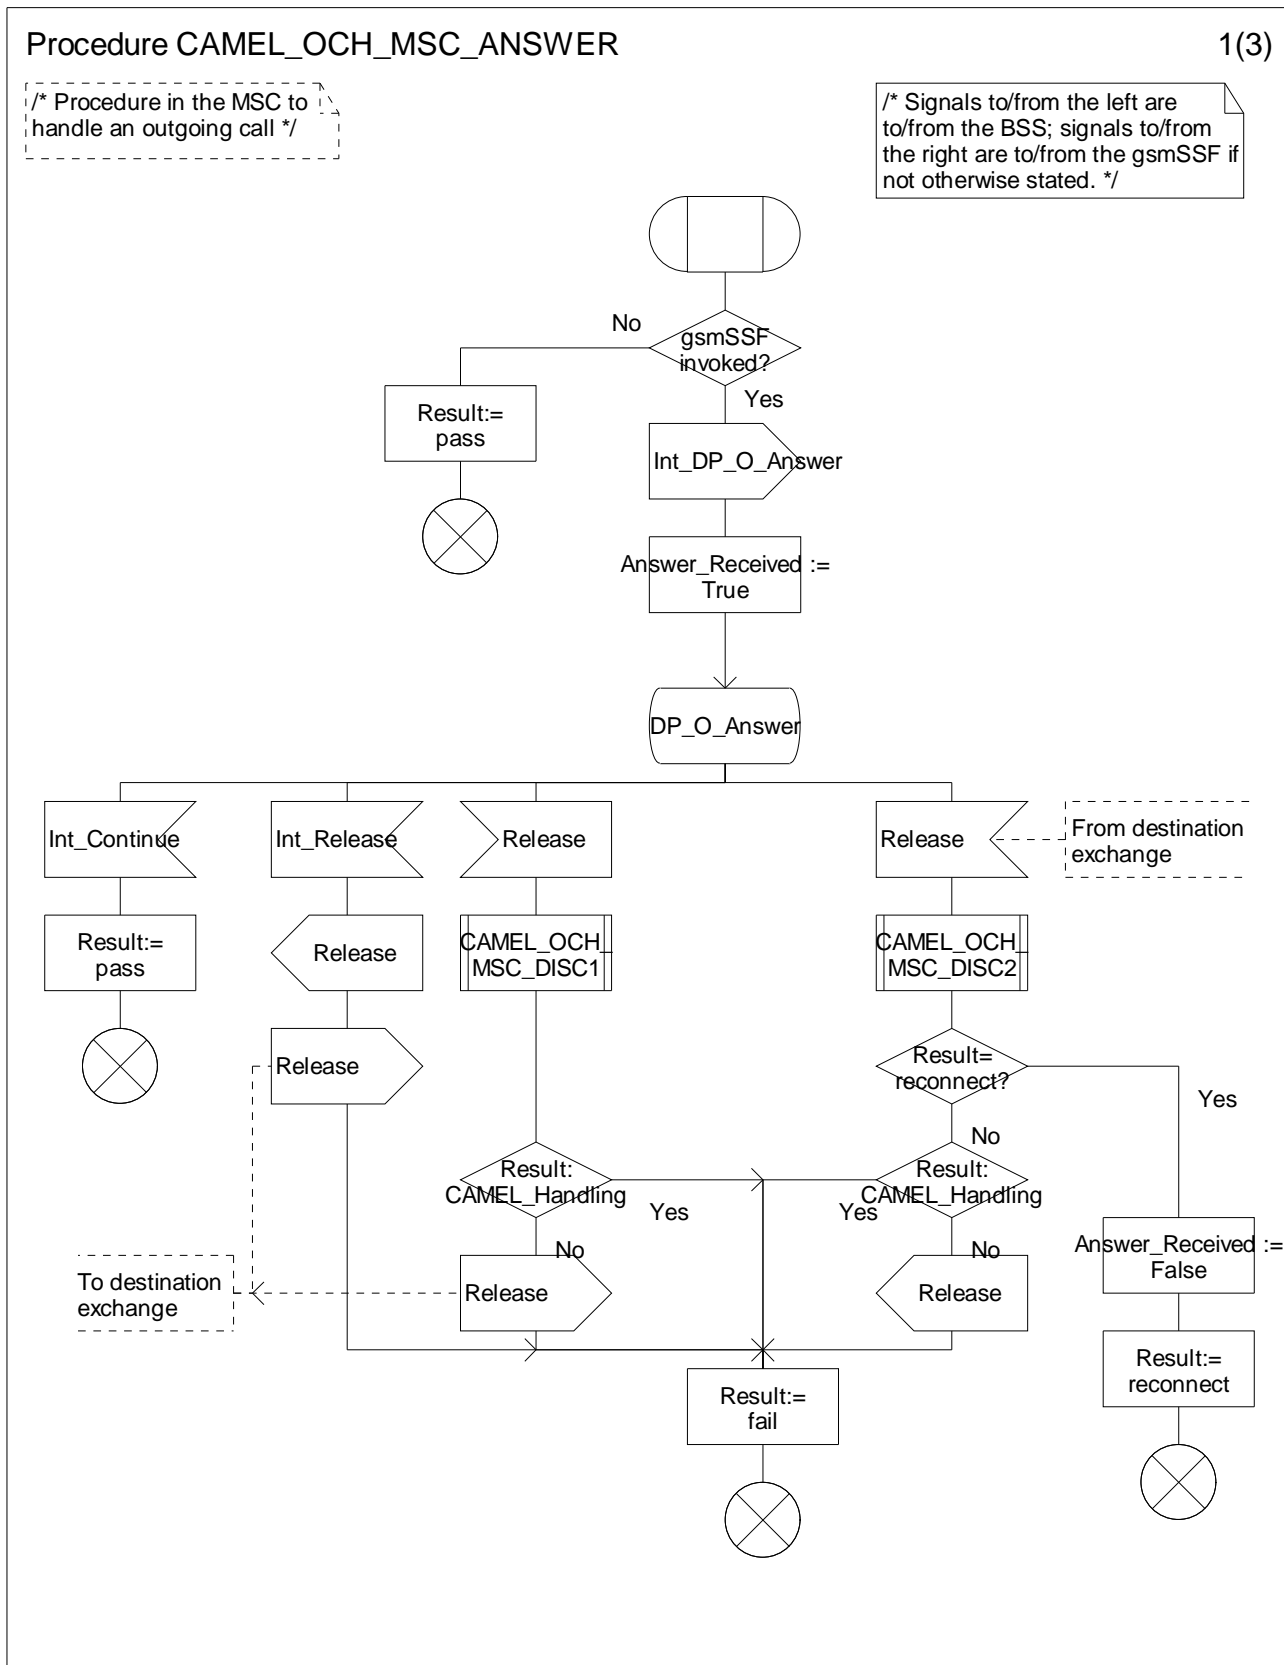 Procedure CAMEL_OCH_MSC_ANSWER
1(3)
/* Procedure in the MSC to
handle an outgoing call */
/* Signals to/from the left are
to/from the BSS; signals to/from
the right are to/from the gsmSSF if
not otherwise stated. */
No
gsmSSF
invoked?
Yes
Result:=
pass
Int_DP_O_Answer
Answer_Received :=
True
DP_O_Answer
Int_Continue
Int_Release
Release
Release
From destination
exchange
Result:=
pass
Release
CAMEL_OCH_
MSC_DISC1
CAMEL_OCH_
MSC_DISC2
Release
Result=
reconnect?
Yes
No
Result:
CAMEL_Handling
Yes
Result:
CAMEL_Handling
Yes
No
No
To destination
exchange
Release
Release
Answer_Received :=
False
Result:=
fail
Result:=
reconnect